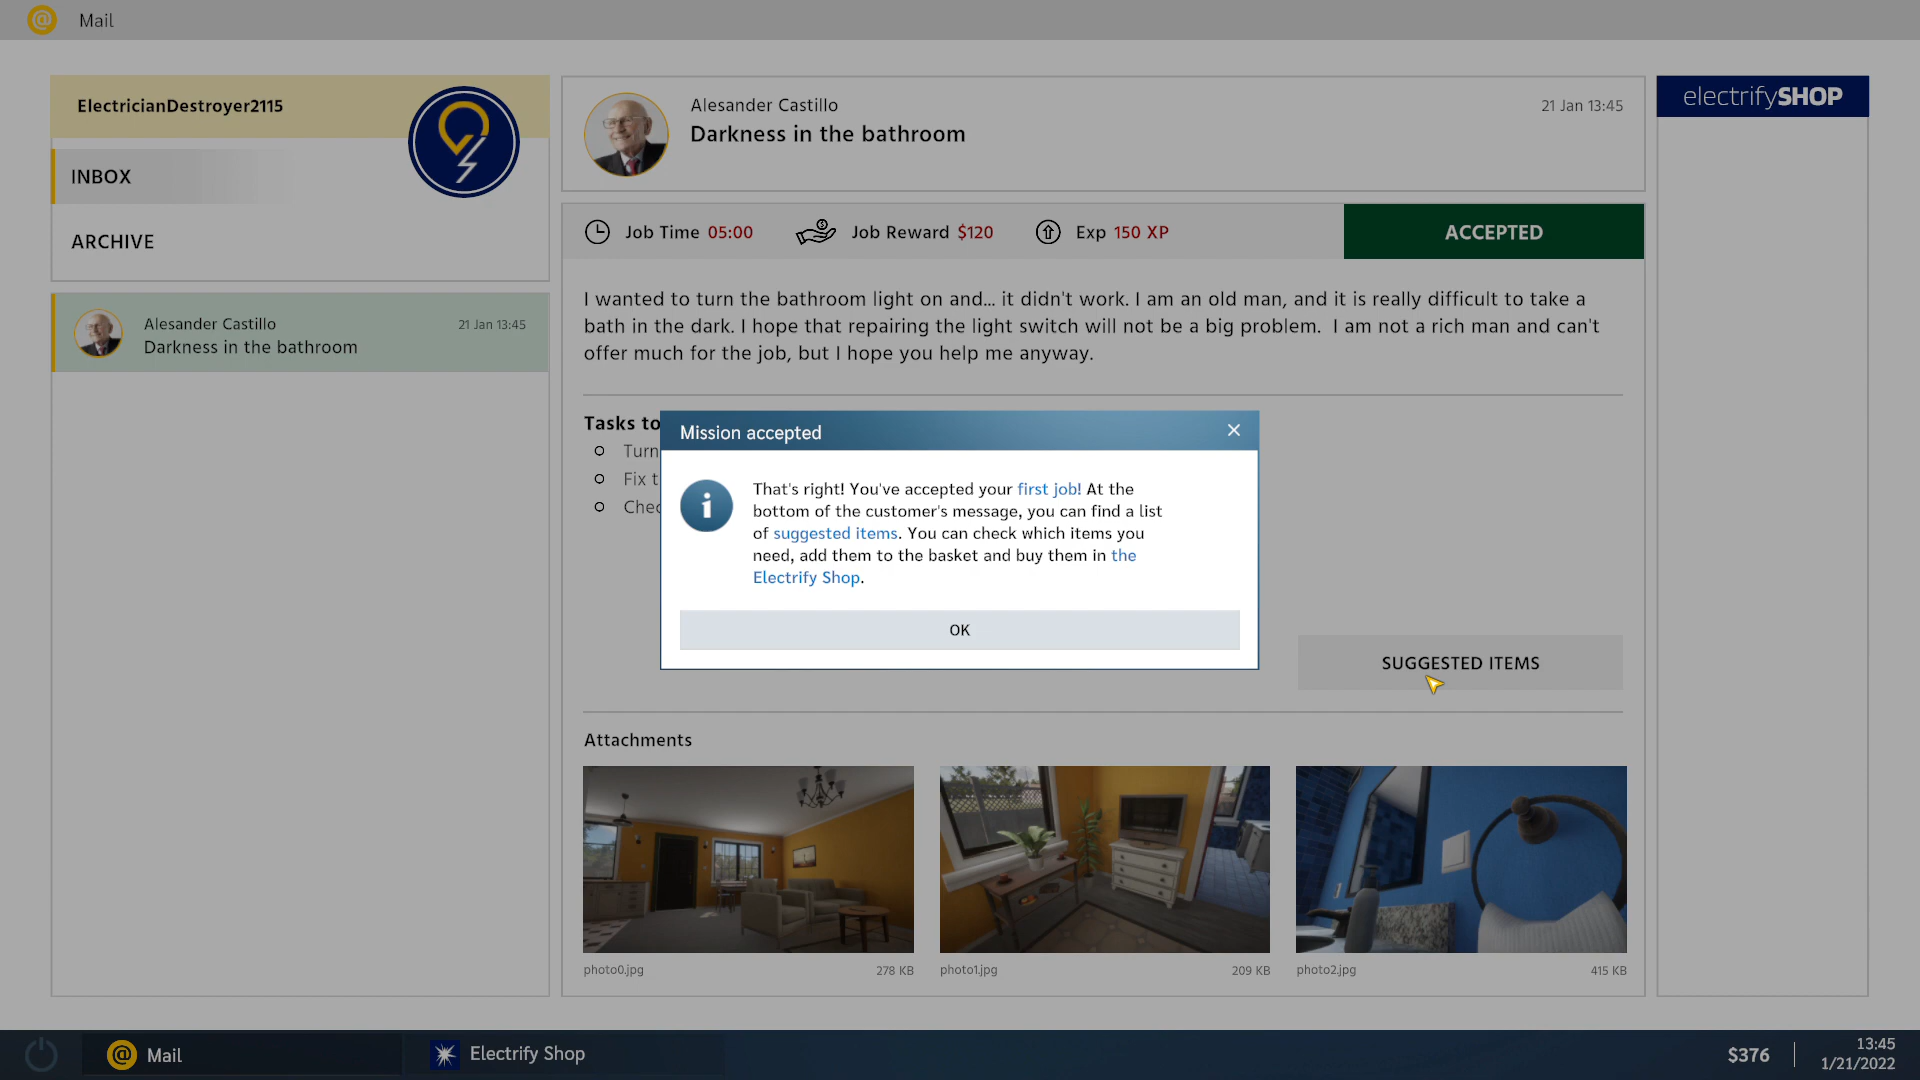 Mail
ElectricianDestroyer2115
INBOX
ARCHIVE
Alesander Castillo
21 Jan 13:45
Darkness in the bathroom
Alesander Castillo
21 Jan 13:45
Darkness in the bathroom
electrifySHOP
Job Time 05:00
Job Reward $120
Exp 150 XP
ACCEPTED
I wanted to turn the bathroom light on and... it didn't work. I am an old man, and it is really difficult to take a
bath in the dark. I hope that repairing the light switch will not be a big problem. I am not a rich man and can't
offer much for the job, but I hope you help me anyway.
Tasks to
Turn
Fix t
Chec
Mission accepted
That's right! You've accepted your first job! At the
bottom of the customer's message, you can find a list
of suggested items. You can check which items you
need, add them to the basket and buy them in the
Electrify Shop.
OK
SUGGESTED ITEMS
Attachments
photo0.jpg
278 KB
photo1.jpg
209 KB
photo2.jpg
415 KB
Mail
Electrify Shop
$376
13:45
1/21/2022